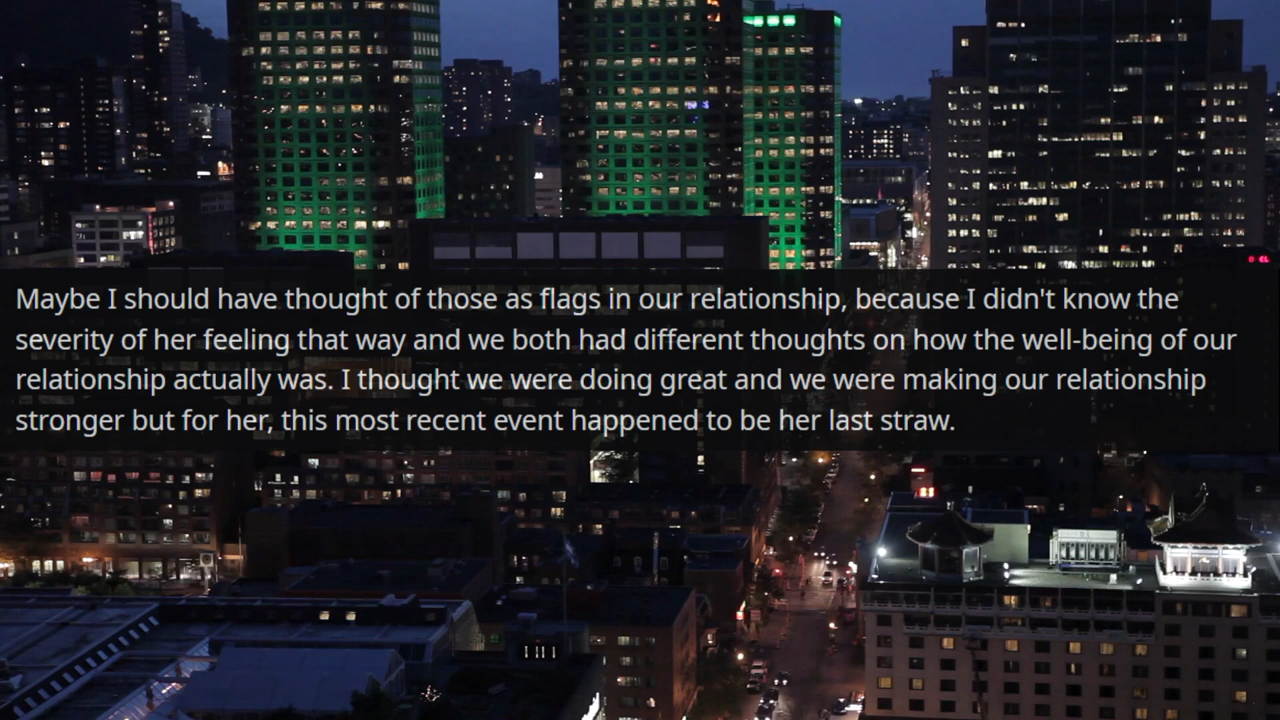 Maybe I should have thought of those as flags in our relationship, because I didn't know the
severity of her feeling that way and we both had different thoughts on how the well-being of our
relationship actually was. I thought we were doing great and we were making our relationship
stronger but for her, this most recent event happened to be her last straw.